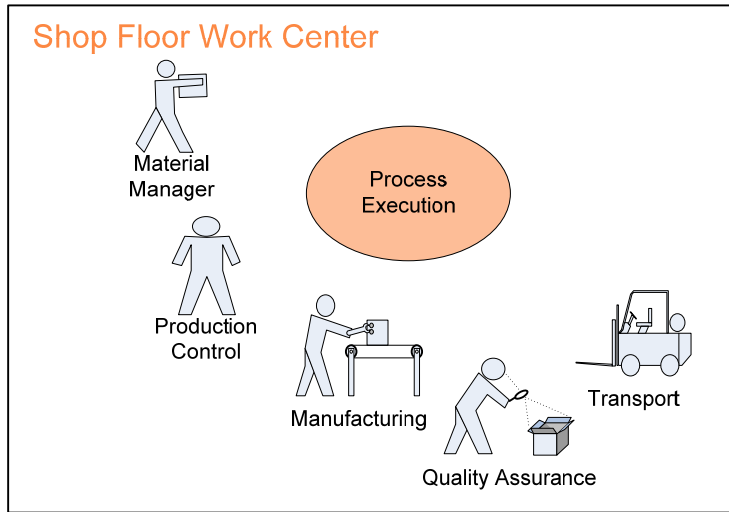 Shop Floor Work Center
Material
Manager
Process
Execution
Production
Control
Manufacturing
Transport
Quality Assurance